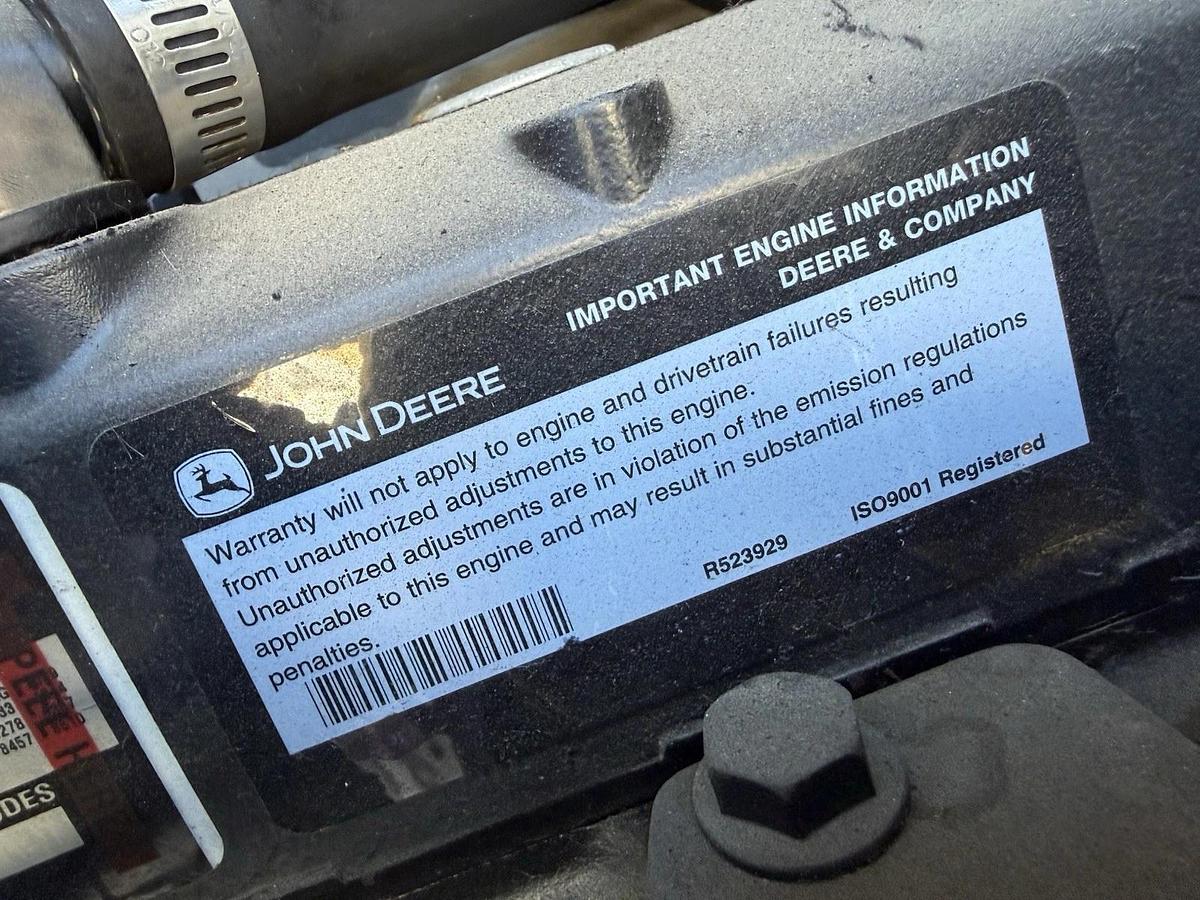 IMPORTANT ENGINE INFORMATION
DEERE & COMPANY
JOHN DEERE
Warranty will not apply to engine and drivetrain failures resulting
from unauthorized adjustments to this engine.
Unauthorized adjustments are in violation of the emission regulations
applicable to this engine and may result in substantial fines and
penalties.
R523929
ISO9001 Registered
278
8457